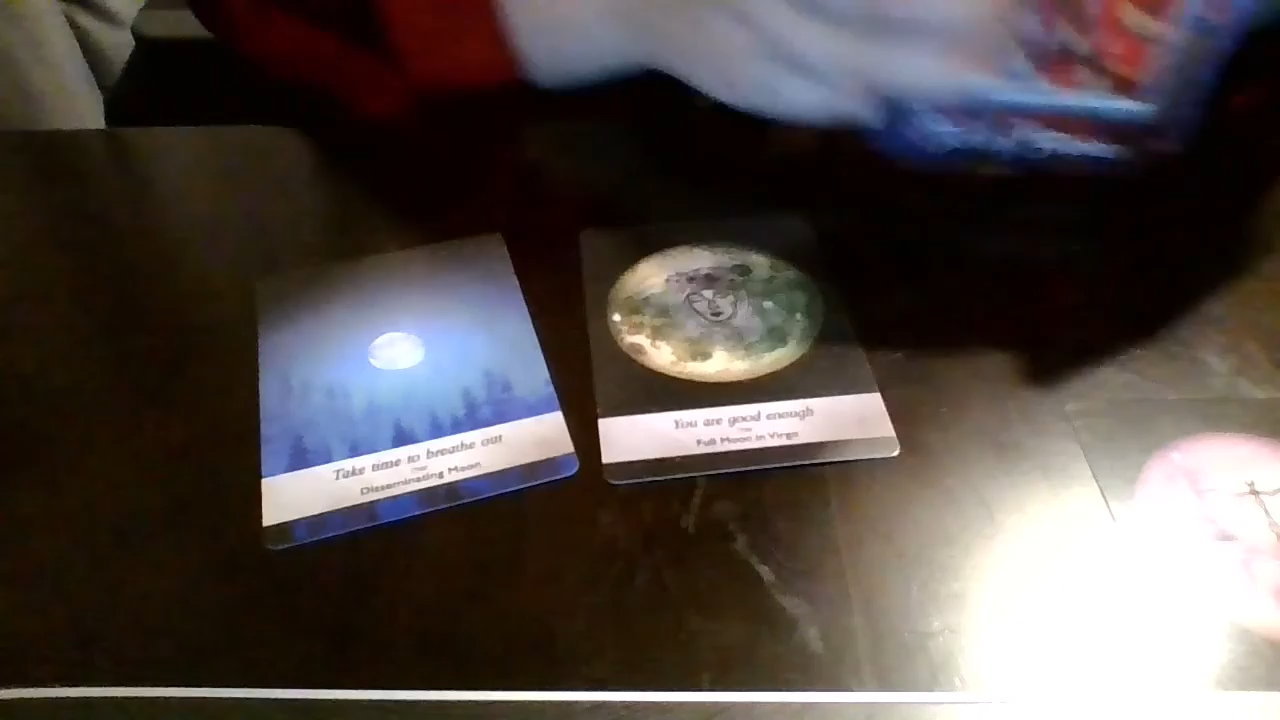 Take time to breathe out
Disseminating Moon
You are good enough
Full Moon in Virgo